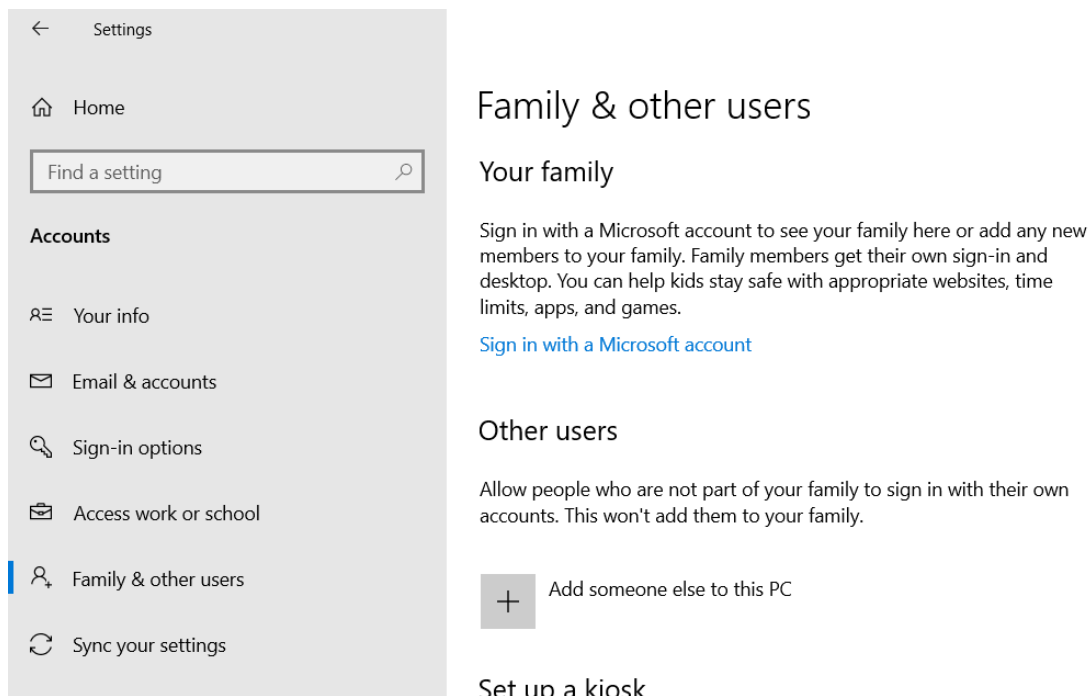 Settings
Home
Find a setting
Accounts
Your info
Email & accounts
Sign-in options
Access work or school
Family & other users
Sync your settings
Family & other users
Your family
Sign in with a Microsoft account to see your family here or add any new
members to your family. Family members get their own sign-in and
desktop. You can help kids stay safe with appropriate websites, time
limits, apps, and games.
Sign in with a Microsoft account
Other users
Allow people who are not part of your family to sign in with their own
accounts. This won't add them to your family.
Add someone else to this PC
Set up a kiosk